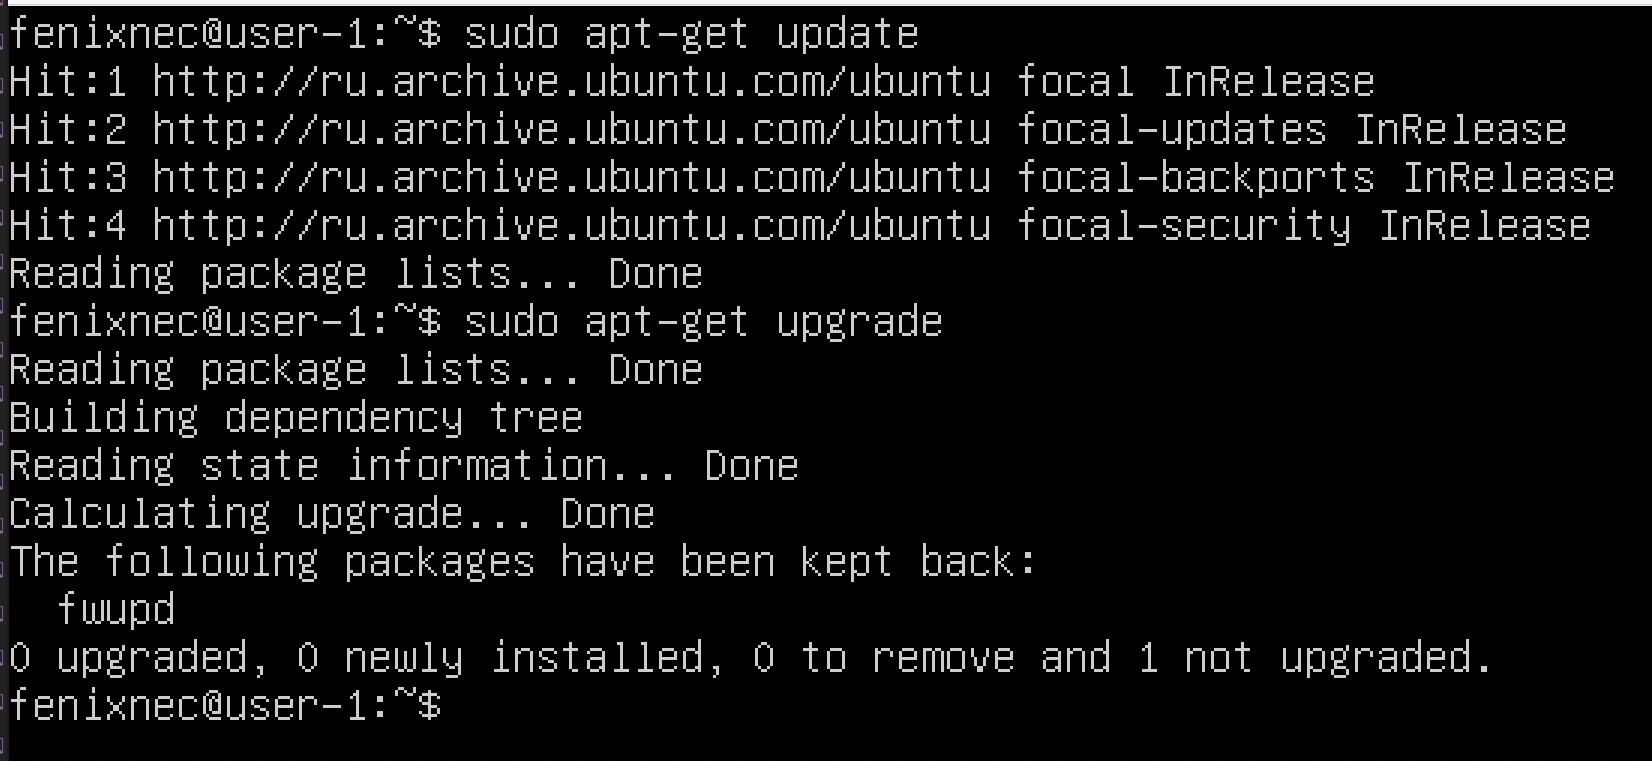 fenixnec@user-1:~$ sudo apt-get update
Hit:1 http://ru.archive.ubuntu.com/ubuntu focal InRelease
Hit:2 http://ru.archive.ubuntu.com/ubuntu focal-updates InRelease
Hit:3 http://ru.archive.ubuntu.com/ubuntu focal-backports InRelease
Hit:4 http://ru.archive.ubuntu.com/ubuntu focal-security InRelease
Reading package lists... Done
fenixnec@user-1:~$ sudo apt-get upgrade
Reading package lists... Done
Building dependency tree
Reading state information... Done
Calculating upgrade... Done
The following packages have been kept back:
  fwupd
0 upgraded, 0 newly installed, 0 to remove and 1 not upgraded.
fenixnec@user-1:~$